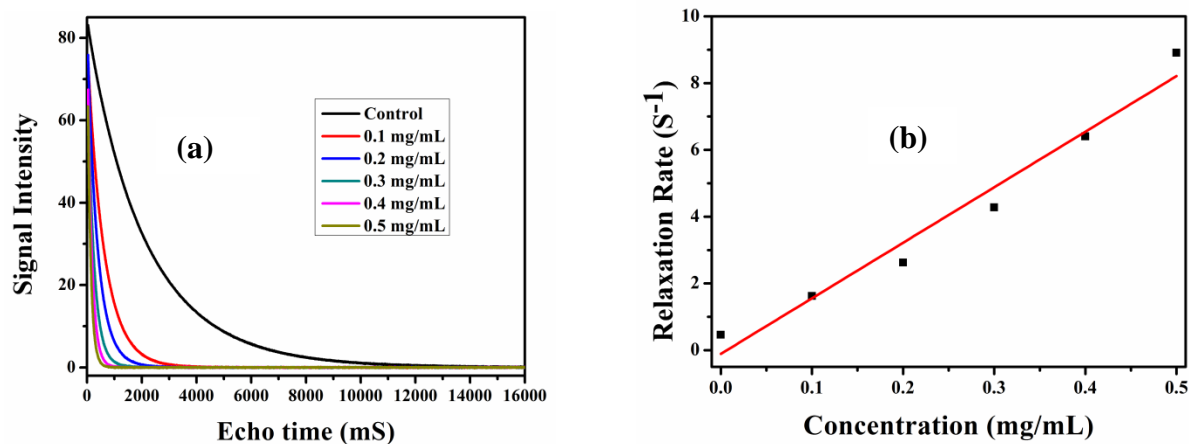 80
60
40
20
0
0 2000 4000 6000 8000 10000 12000 14000 16000
Signal Intensity
Echo time (mS)
(a)
Control
0.1 mg/mL
0.2 mg/mL
0.3 mg/mL
0.4 mg/mL
0.5 mg/mL
10
8
6
4
2
0
0.0 0.1 0.2 0.3 0.4 0.5
Relaxation Rate (S-1)
Concentration (mg/mL)
(b)